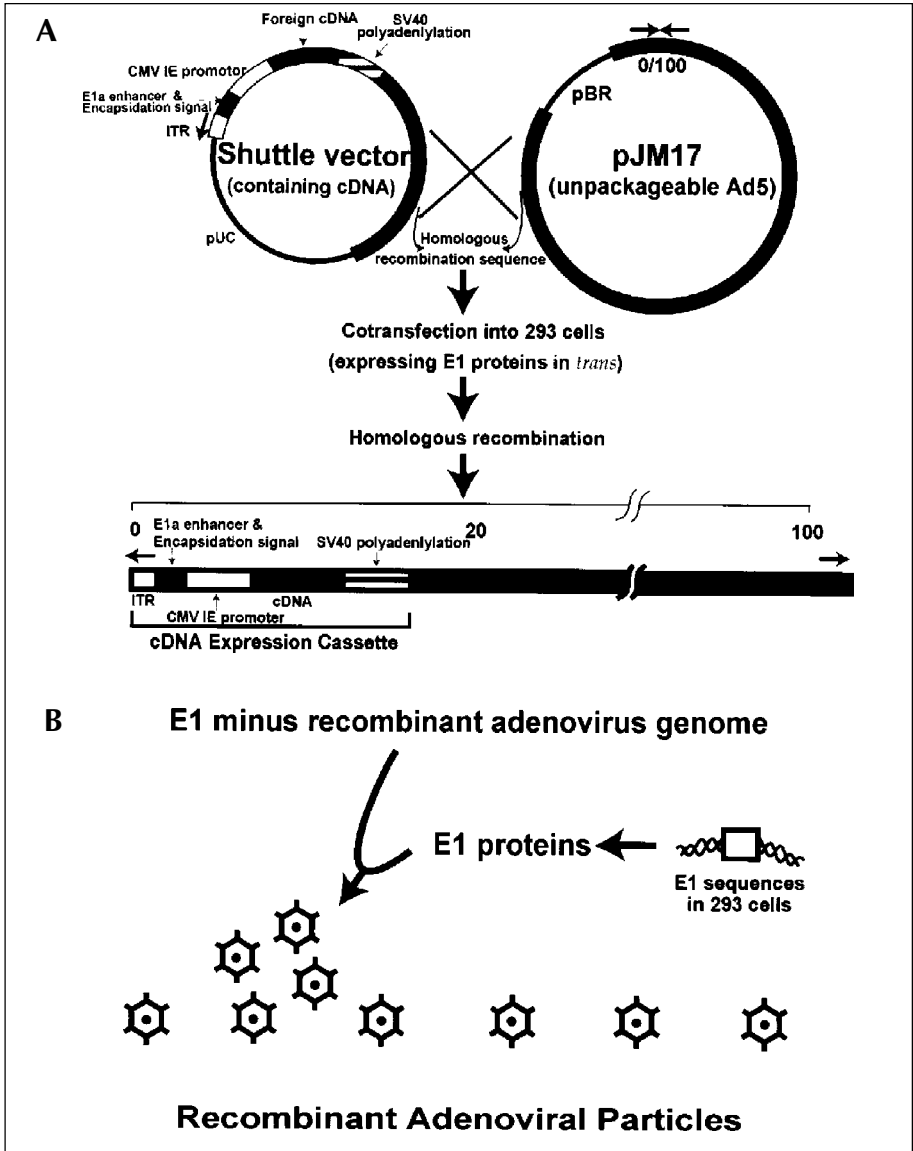 A
Foreign cDNA
SV40
polyadenlylation
CMV IE promotor
E1a enhancer &
Encapsidation signal
ITR
Shuttle vector
(containing cDNA)
pUC
0/100
pBR
pJM17
(unpackageable Ad5)
Homologous
recombination sequence
Cotransfection into 293 cells
(expressing E1 proteins in trans)
Homologous recombination
0
20
100
E1a enhancer &
Encapsidation signal
SV40 polyadenlylation
ITR
cDNA
CMV IE promoter
cDNA Expression Cassette
B
E1 minus recombinant adenovirus genome
E1 proteins
E1 sequences
in 293 cells
Recombinant Adenoviral Particles